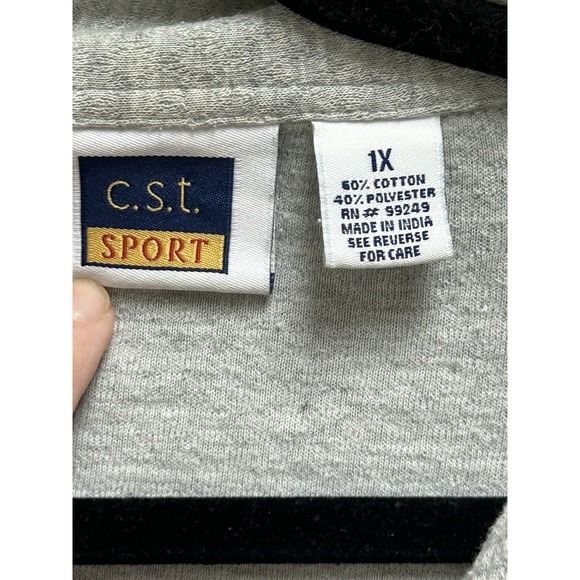 c.s.t.
SPORT
1X
60% COTTON
40% POLYESTER
RN# 99249
MADE IN INDIA
SEE REVERSE
FOR CARE